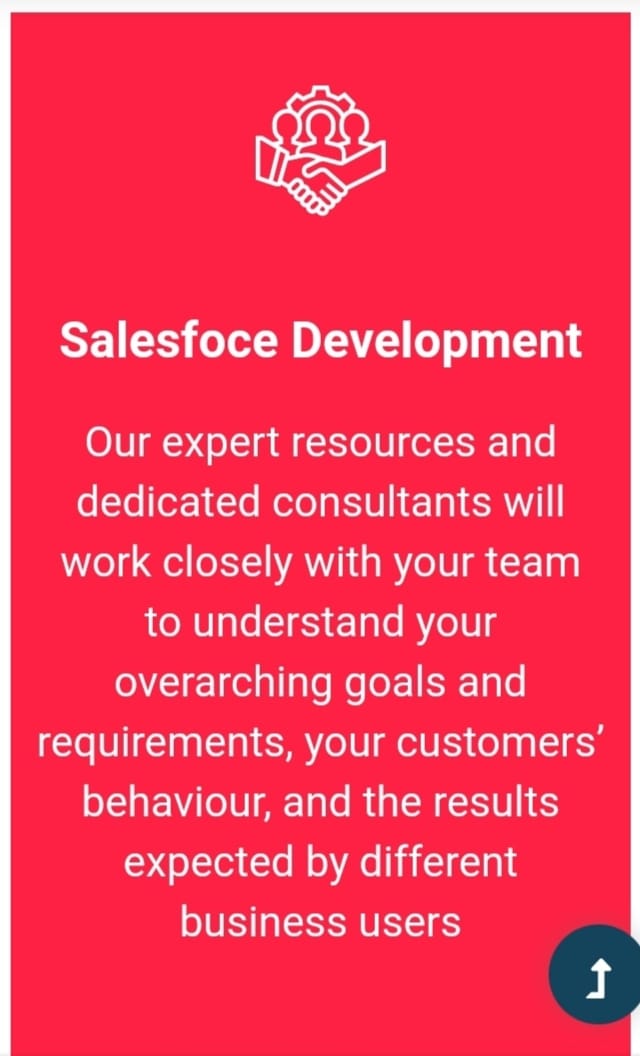 Salesfoce Development
Our expert resources and
dedicated consultants will
work closely with your team
to understand your
overarching goals and
requirements, your customers’
behaviour, and the results
expected by different
business users